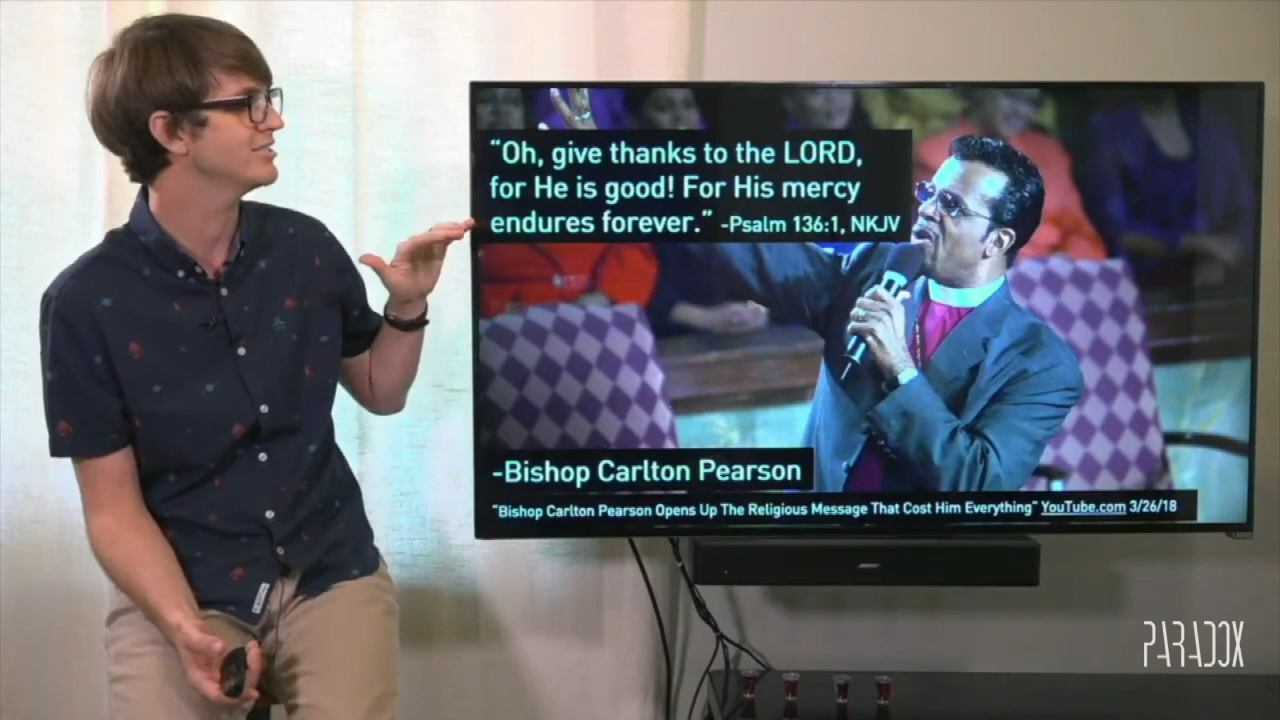 “Oh, give thanks to the LORD,
for He is good! For His mercy
endures forever.” -Psalm 136:1, NKJV
-Bishop Carlton Pearson
“Bishop Carlton Pearson Opens Up The Religious Message That Cost Him Everything” YouTube.com 3/26/18
PARADOX